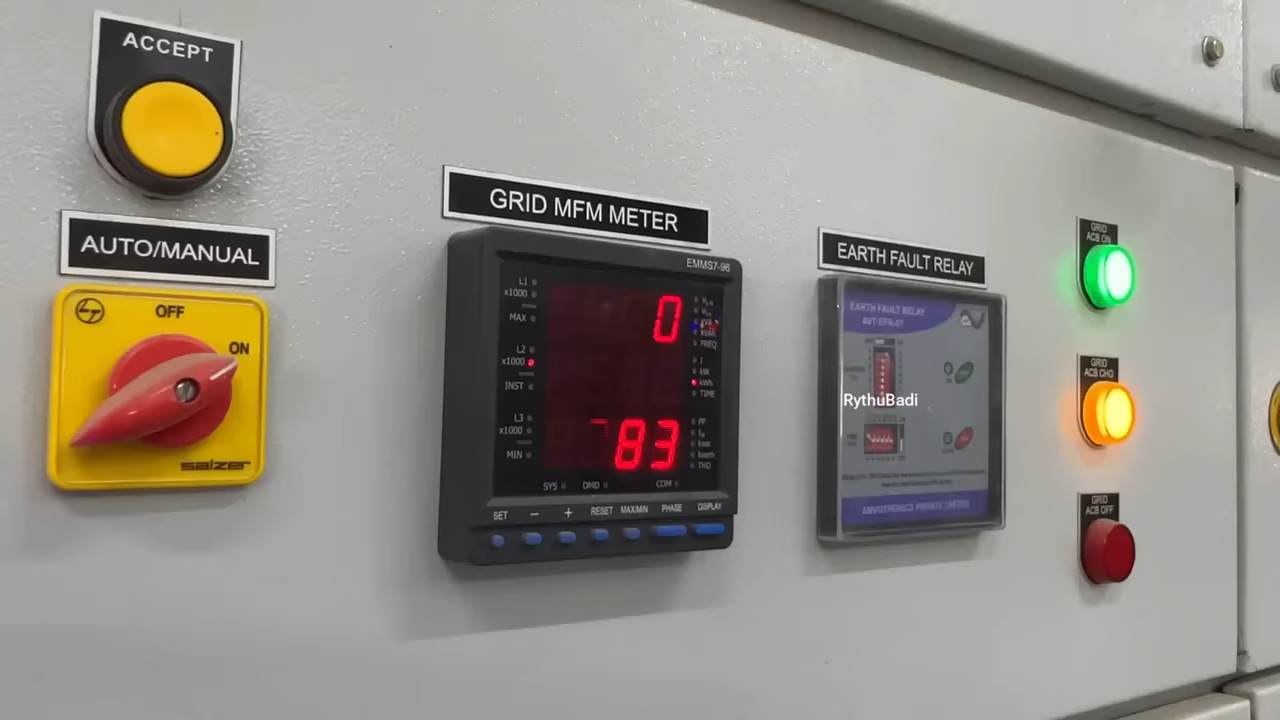 ACCEPT
AUTO/MANUAL
OFF
ON
salzer
GRID MFM METER
EMMS7-96
L1
x1000
MAX
L2
x1000
INST
L3
x1000
MIN
0
83
FREQ
I
kW
kWh
TIME
PF
THD
SYS DMD COM
SET − + RESET MAX/MIN PHASE DISPLAY
EARTH FAULT RELAY
EARTH FAULT RELAY
RythuBadi
GRID
ACB ON
GRID
ACB CHG
GRID
ACB OFF